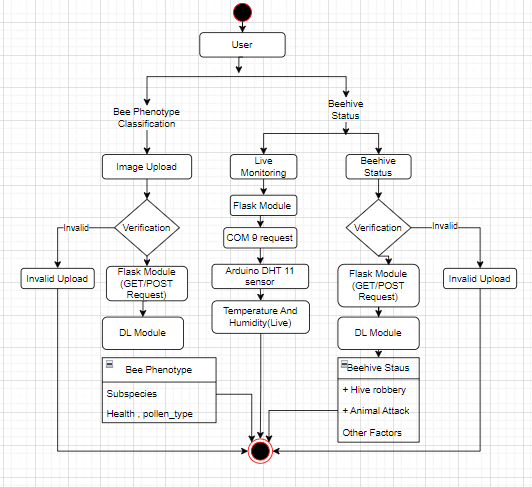 User
Bee Phenotype
Classification
Beehive
Status
Image Upload
Live
Monitoring
Beehive
Status
Flask Module
Invalid
Verification
COM 9 request
Verification
Invalid
Invalid Upload
Flask Module
(GET/POST
Request)
Arduino DHT 11
sensor
Flask Module
(GET/POST
Request)
Invalid Upload
DL Module
Temperature And
Humidity(Live)
DL Module
Bee Phenotype
Subspecies
Health , pollen_type
Beehive Staus
+ Hive robbery
+ Animal Attack
Other Factors